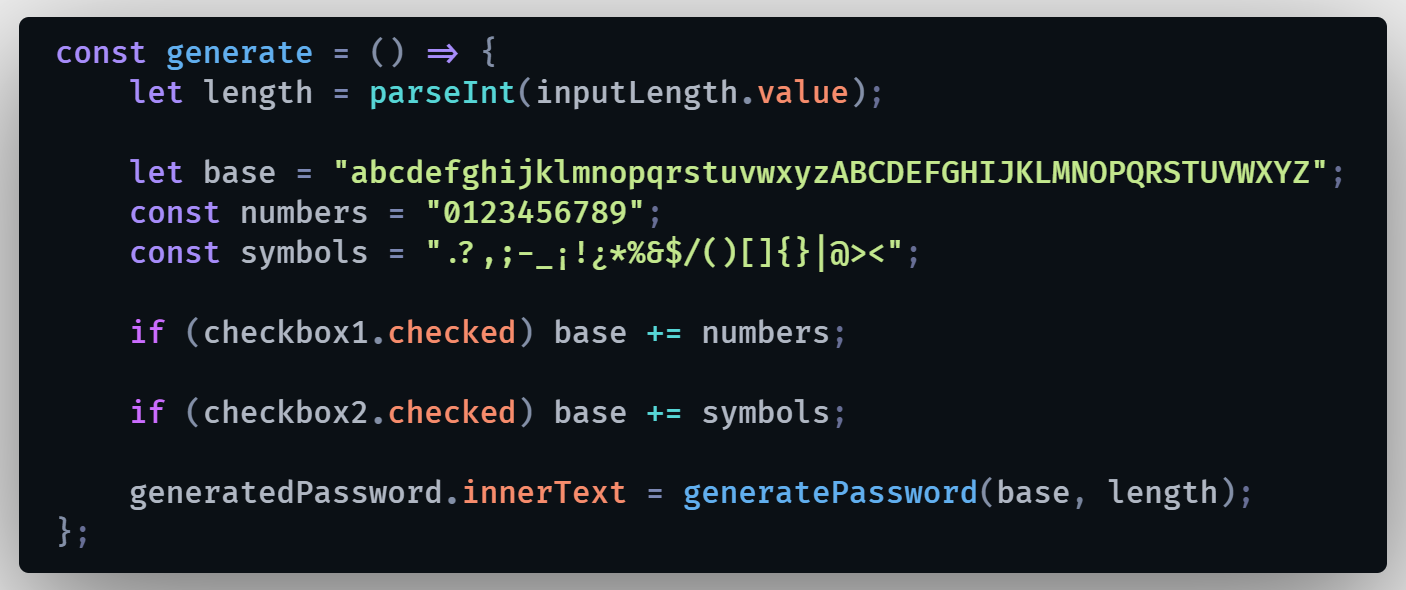 const generate = () => {
    let length = parseInt(inputLength.value);

    let base = "abcdefghijklmnopqrstuvwxyzABCDEFGHIJKLMNOPQRSTUVWXYZ";
    const numbers = "0123456789";
    const symbols = ".?,;-_¡!¿*%&$/()[]{}|@><";

    if (checkbox1.checked) base += numbers;

    if (checkbox2.checked) base += symbols;

    generatedPassword.innerText = generatePassword(base, length);
};